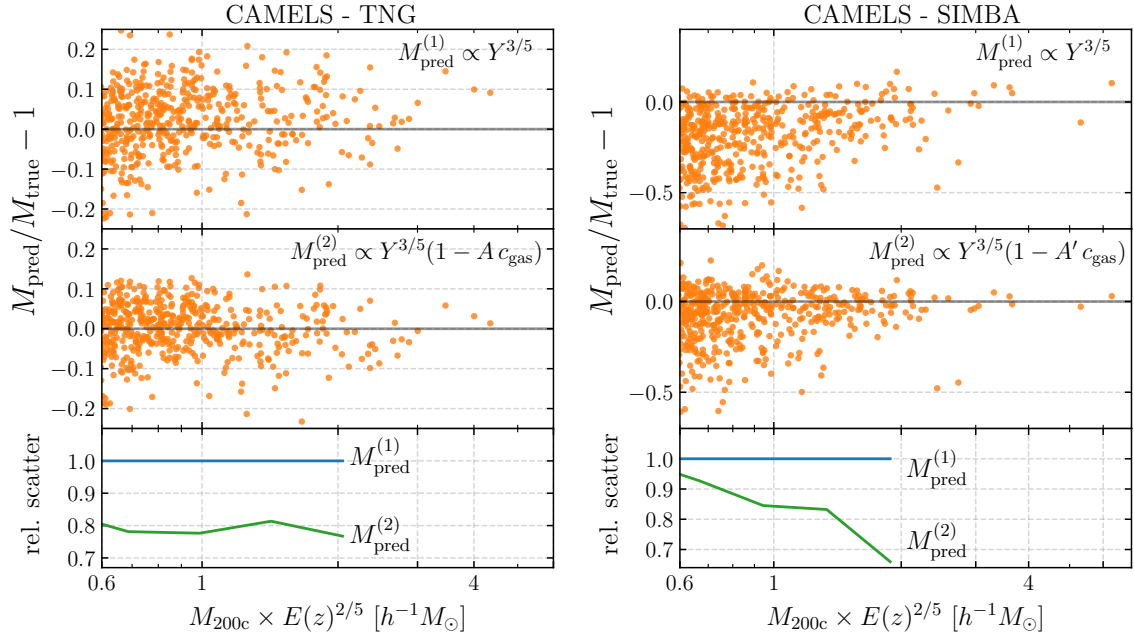 CAMELS - TNG
CAMELS - SIMBA
M_pred^(1) ∝ Y^3/5
0.2
0.1
0.0
−0.1
−0.2
M_pred^(1) ∝ Y^3/5
0.0
−0.5
M_pred/M_true − 1
M_pred/M_true − 1
M_pred^(2) ∝ Y^3/5(1 − A c_gas)
0.2
0.1
0.0
−0.1
−0.2
M_pred^(2) ∝ Y^3/5(1 − A′ c_gas)
0.0
−0.5
rel. scatter
1.0
0.9
0.8
0.7
M_pred^(1)
M_pred^(2)
0.6 1 2 4
M_200c × E(z)^2/5 [h^−1 M_⊙]
rel. scatter
1.0
0.9
0.8
0.7
M_pred^(1)
M_pred^(2)
0.6 1 2 4
M_200c × E(z)^2/5 [h^−1 M_⊙]